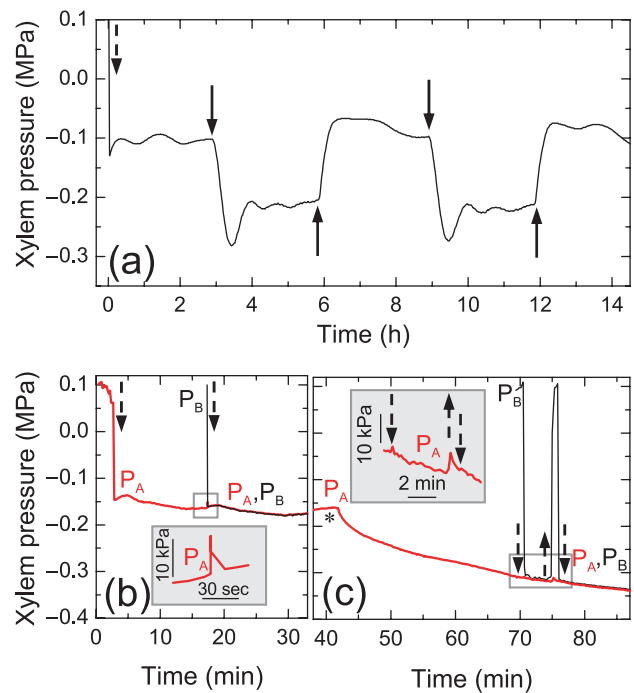 0.1
0.0
−0.1
−0.2
−0.3
Xylem pressure (MPa)
(a)
0 2 4 6 8 10 12 14
Time (h)
0.1
0.0
−0.1
−0.2
−0.3
−0.4
Xylem pressure (MPa)
P_B
P_A
P_A,P_B
10 kPa
P_A
30 sec
(b)
0 10 20 30
Time (min)
10 kPa
P_A
2 min
P_B
P_A
*
P_A,P_B
(c)
40 50 60 70 80
Time (min)